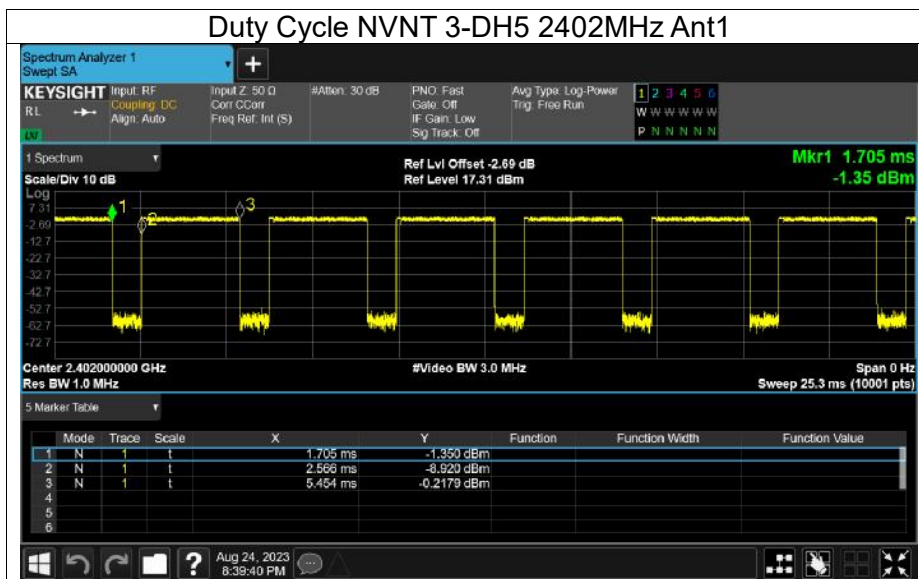 Duty Cycle NVNT 3-DH5 2402MHz Ant1
Spectrum Analyzer 1
Swept SA
+
KEYSIGHT Input: RF Input Z: 50 Ω #Atten: 30 dB PNO: Fast Avg Type: Log-Power 1 2 3 4 5 6
RL Coupling: DC Corr CCorr Gate: Off Trig: Free Run W W W W W W
Align: Auto Freq Ref: Int (S) IF Gain: Low
LXI Sig Track: Off P N N N N N
1 Spectrum Ref Lvl Offset -2.69 dB Mkr1 1.705 ms
Scale/Div 10 dB Ref Level 17.31 dBm -1.35 dBm
Log
7.31
-2.69
-12.7
-22.7
-32.7
-42.7
-52.7
-62.7
-72.7
1
2
3
Center 2.402000000 GHz #Video BW 3.0 MHz Span 0 Hz
Res BW 1.0 MHz Sweep 25.3 ms (10001 pts)
5 Marker Table
Mode Trace Scale X Y Function Function Width Function Value
1 N 1 t 1.705 ms -1.350 dBm
2 N 1 t 2.566 ms -8.920 dBm
3 N 1 t 5.454 ms -0.2179 dBm
4
5
6
? Aug 24, 2023
8:39:40 PM